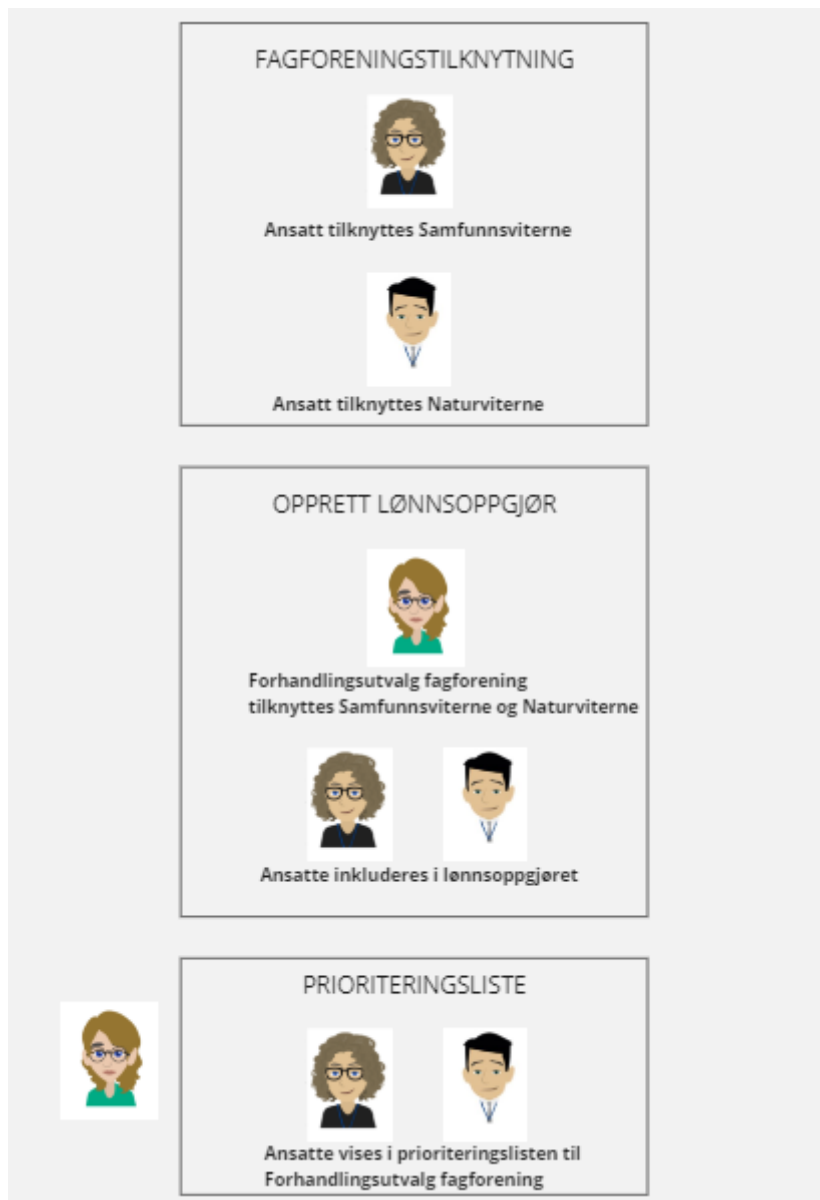 FAGFORENINGSTILKNYTNING
Ansatt tilknyttes Samfunnsviterne
Ansatt tilknyttes Naturviterne
OPPRETT LØNNSOPPGJØR
Forhandlingsutvalg fagforening
tilknyttes Samfunnsviterne og Naturviterne
Ansatte inkluderes i lønnsoppgjøret
PRIORITERINGSLISTE
Ansatte vises i prioriteringslisten til
Forhandlingsutvalg fagforening